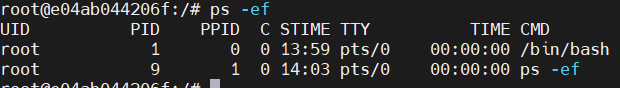 root@e04ab044206f:/# ps -ef
UID PID PPID C STIME TTY TIME CMD
root 1 0 0 13:59 pts/0 00:00:00 /bin/bash
root 9 1 0 14:03 pts/0 00:00:00 ps -ef
root@e04ab044206f:/#